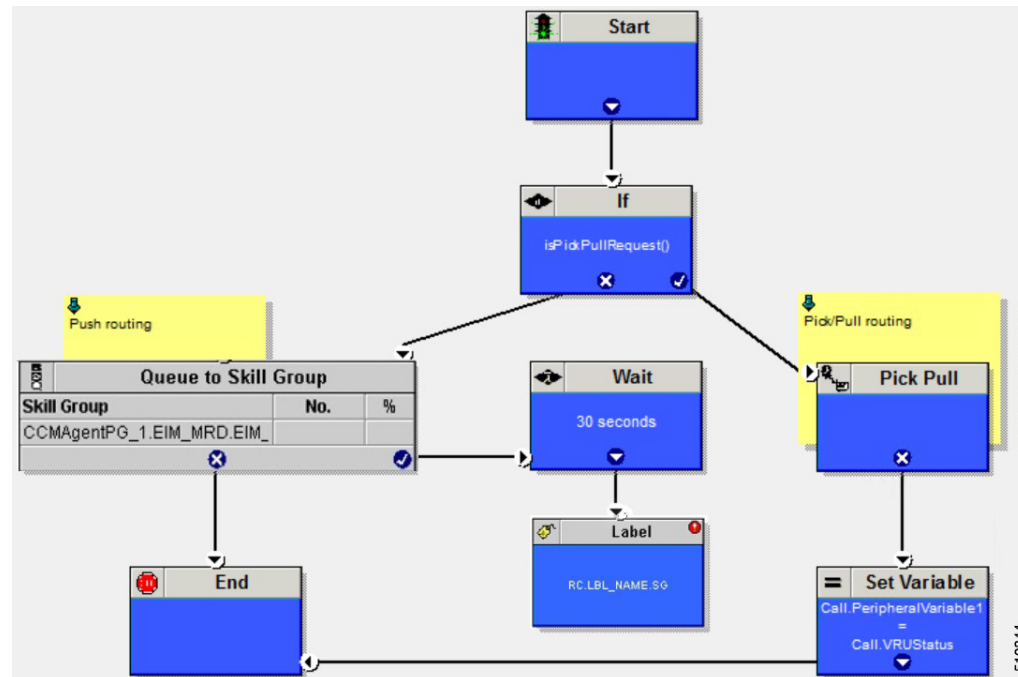 Start
If
isPickPullRequest()
Push routing
Pick/Pull routing
Queue to Skill Group
Skill Group No. %
CCMAgentPG_1.EIM_MRD.EIM_
Wait
30 seconds
Pick Pull
Label
RC.LBL_NAME.SG
End
Set Variable
Call.PeripheralVariable1
=
Call.VRUStatus